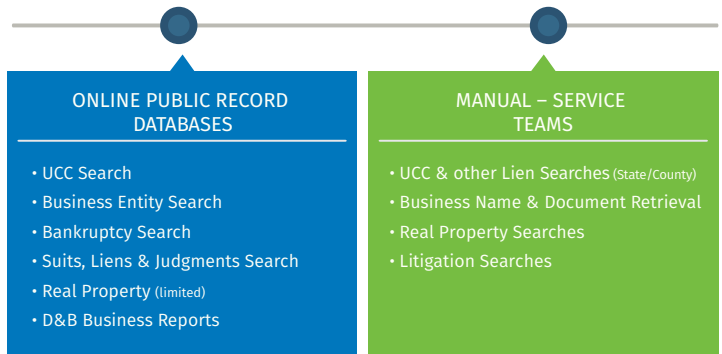 ONLINE PUBLIC RECORD
DATABASES
• UCC Search
• Business Entity Search
• Bankruptcy Search
• Suits, Liens & Judgments Search
• Real Property (limited)
• D&B Business Reports
MANUAL – SERVICE
TEAMS
• UCC & other Lien Searches (State/County)
• Business Name & Document Retrieval
• Real Property Searches
• Litigation Searches